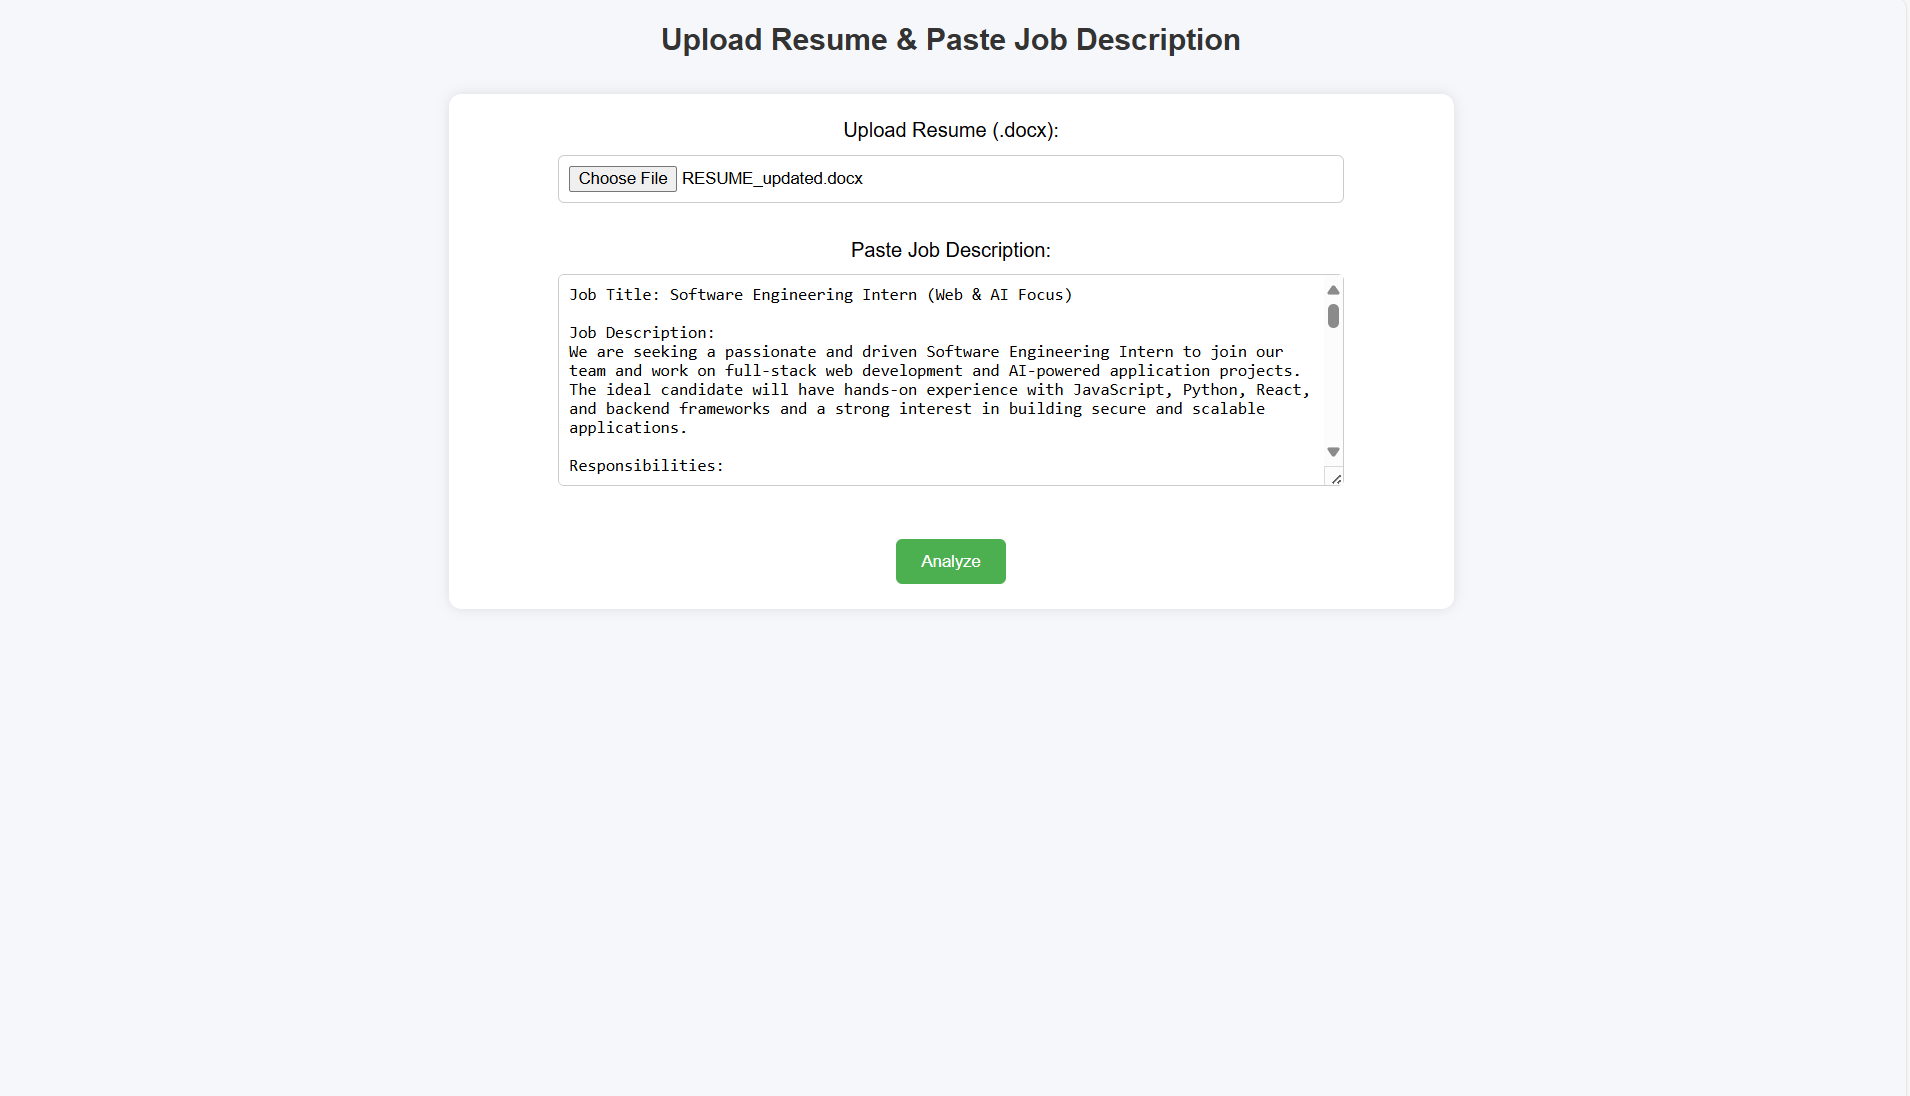 Upload Resume & Paste Job Description
Upload Resume (.docx):
Choose File RESUME_updated.docx
Paste Job Description:
Job Title: Software Engineering Intern (Web & AI Focus)
Job Description:
We are seeking a passionate and driven Software Engineering Intern to join our
team and work on full-stack web development and AI-powered application projects.
The ideal candidate will have hands-on experience with JavaScript, Python, React,
and backend frameworks and a strong interest in building secure and scalable
applications.
Responsibilities:
Analyze